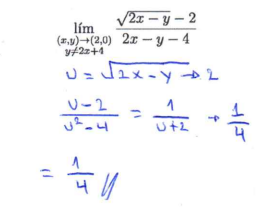 lím (x,y)→(2,0) y≠2x+4 √(2x − y) − 2 / 2x − y − 4
U = √(2x − y) → 2
U − 2 / U² − 4 = 1 / U + 2 → 1 / 4
= 1 / 4